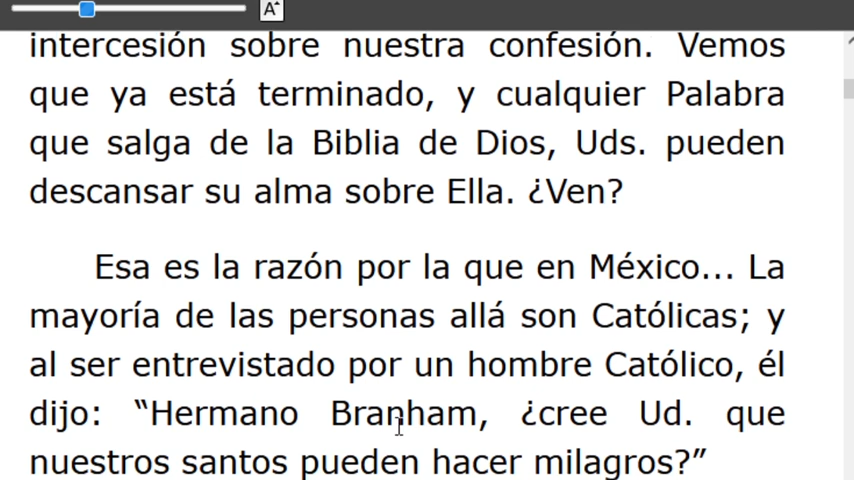 A
intercesión sobre nuestra confesión. Vemos
que ya está terminado, y cualquier Palabra
que salga de la Biblia de Dios, Uds. pueden
descansar su alma sobre Ella. ¿Ven?
Esa es la razón por la que en México... La
mayoría de las personas allá son Católicas; y
al ser entrevistado por un hombre Católico, él
dijo: “Hermano Branham, ¿cree Ud. que
nuestros santos pueden hacer milagros?”